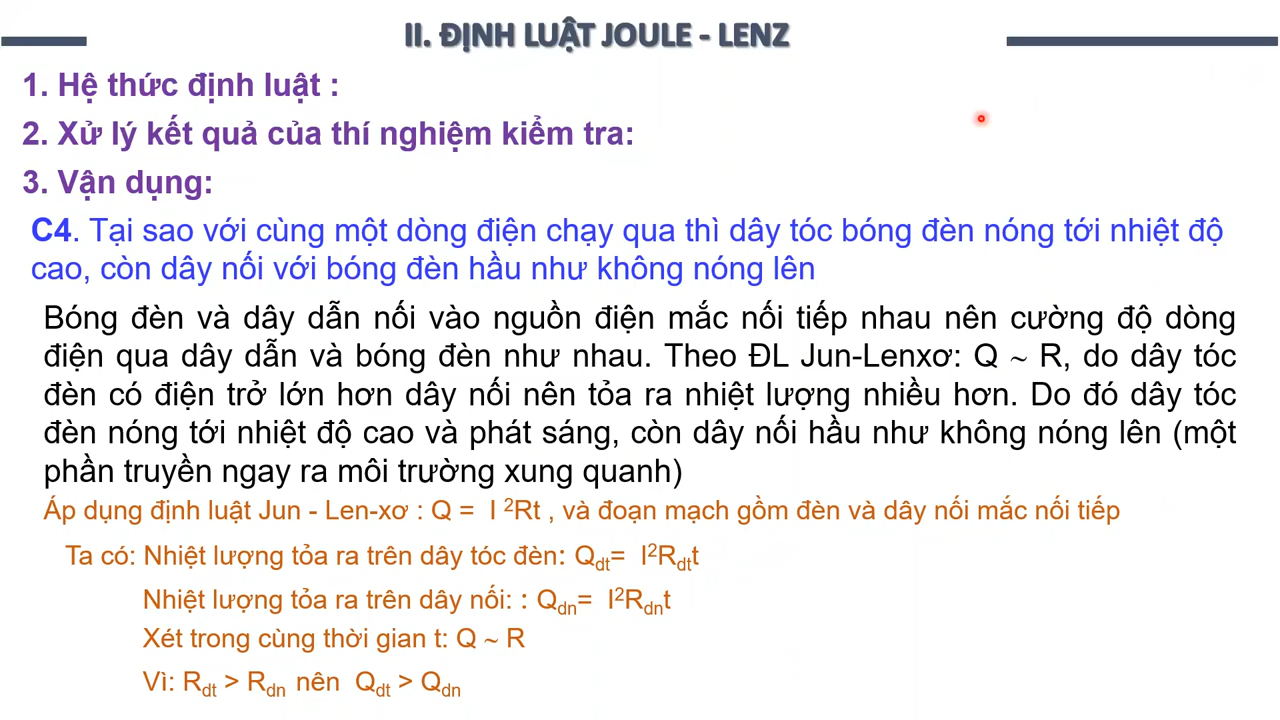 II. ĐỊNH LUẬT JOULE - LENZ
1. Hệ thức định luật :
2. Xử lý kết quả của thí nghiệm kiểm tra:
3. Vận dụng:
C4. Tại sao với cùng một dòng điện chạy qua thì dây tóc bóng đèn nóng tới nhiệt độ
cao, còn dây nối với bóng đèn hầu như không nóng lên
Bóng đèn và dây dẫn nối vào nguồn điện mắc nối tiếp nhau nên cường độ dòng
điện qua dây dẫn và bóng đèn như nhau. Theo ĐL Jun-Lenxơ: Q ~ R, do dây tóc
đèn có điện trở lớn hơn dây nối nên tỏa ra nhiệt lượng nhiều hơn. Do đó dây tóc
đèn nóng tới nhiệt độ cao và phát sáng, còn dây nối hầu như không nóng lên (một
phần truyền ngay ra môi trường xung quanh)
Áp dụng định luật Jun - Len-xơ : Q = I ²Rt , và đoạn mạch gồm đèn và dây nối mắc nối tiếp
Ta có: Nhiệt lượng tỏa ra trên dây tóc đèn: Qdt= I²Rdtt
Nhiệt lượng tỏa ra trên dây nối: : Qdn= I²Rdnt
Xét trong cùng thời gian t: Q ~ R
Vì: Rdt > Rdn nên Qdt > Qdn